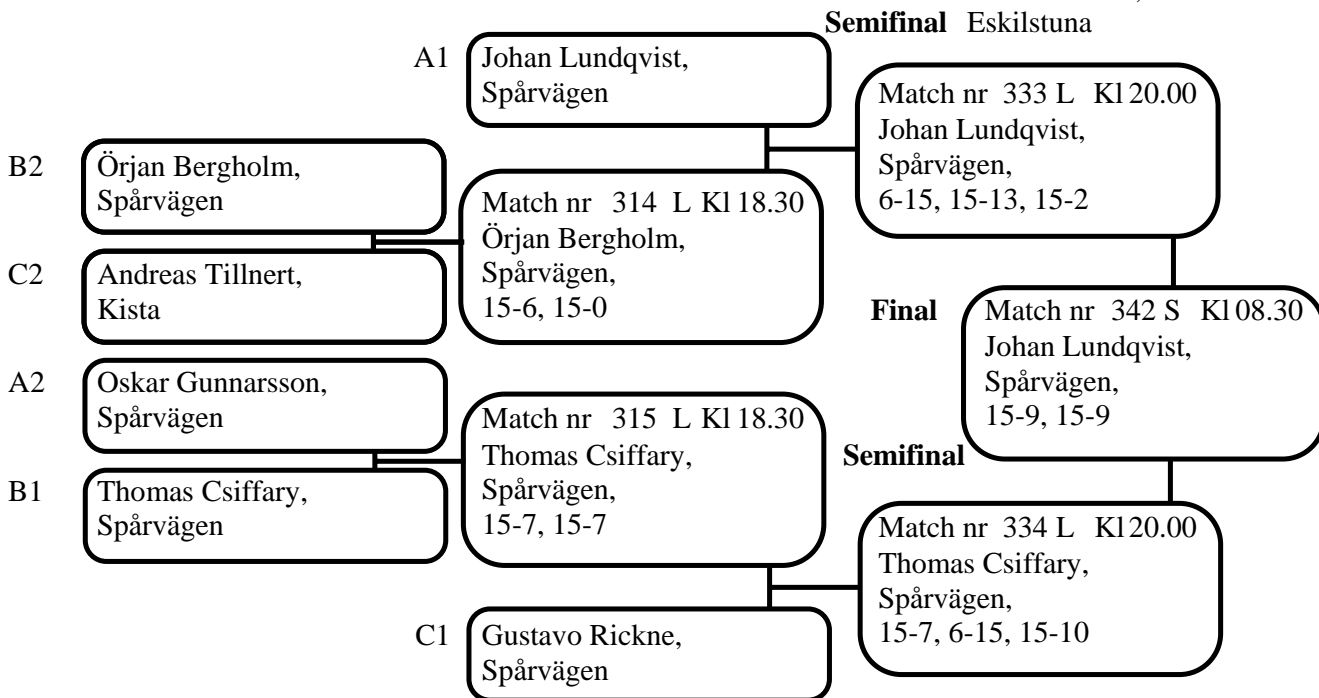 Semifinal Eskilstuna
A1 Johan Lundqvist,
Spårvägen
Match nr 333 L Kl 20.00
Johan Lundqvist,
Spårvägen,
6-15, 15-13, 15-2
B2 Örjan Bergholm,
Spårvägen
Match nr 314 L Kl 18.30
Örjan Bergholm,
Spårvägen,
15-6, 15-0
C2 Andreas Tillnert,
Kista
Final Match nr 342 S Kl 08.30
Johan Lundqvist,
Spårvägen,
15-9, 15-9
A2 Oskar Gunnarsson,
Spårvägen
Match nr 315 L Kl 18.30
Thomas Csiffary,
Spårvägen,
15-7, 15-7
B1 Thomas Csiffary,
Spårvägen
Semifinal
Match nr 334 L Kl 20.00
Thomas Csiffary,
Spårvägen,
15-7, 6-15, 15-10
C1 Gustavo Rickne,
Spårvägen